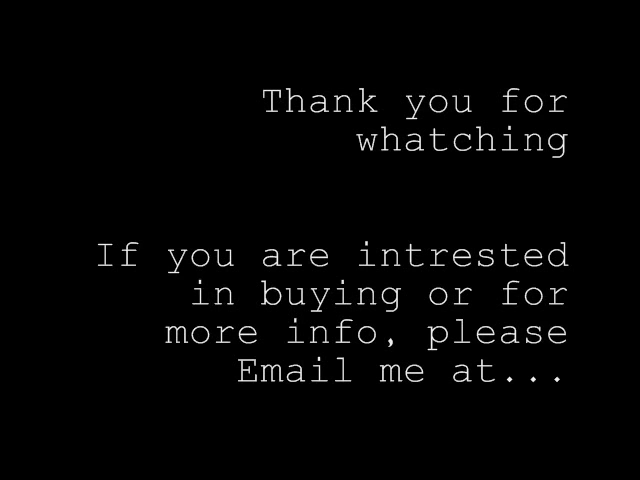 Thank you for
whatching
If you are intrested
in buying or for
more info, please
Email me at...